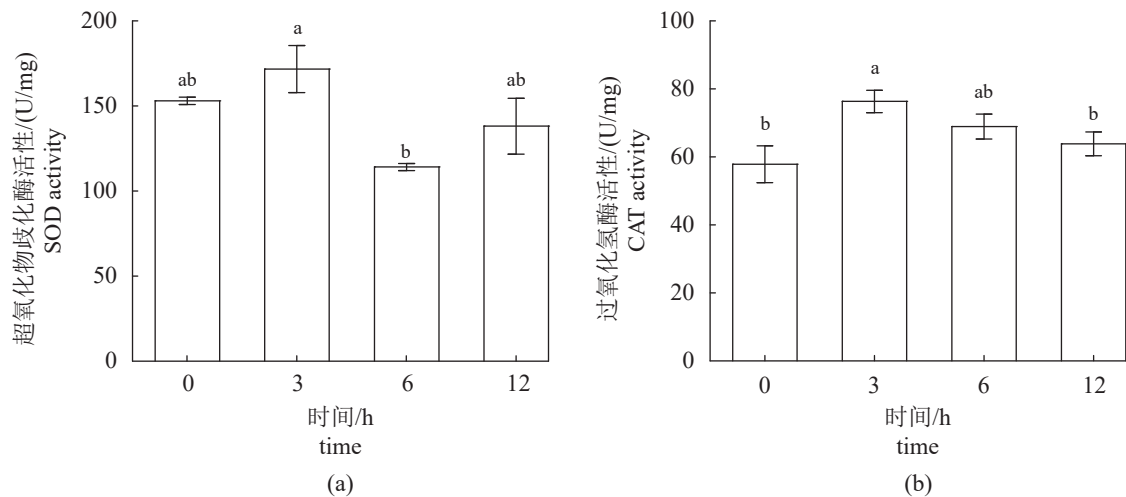 超氧化物歧化酶活性/(U/mg)
SOD activity
200
150
100
50
0
ab
a
b
ab
0 3 6 12
时间/h
time
(a)
过氧化氢酶活性/(U/mg)
CAT activity
100
80
60
40
20
0
b
a
ab
b
0 3 6 12
时间/h
time
(b)